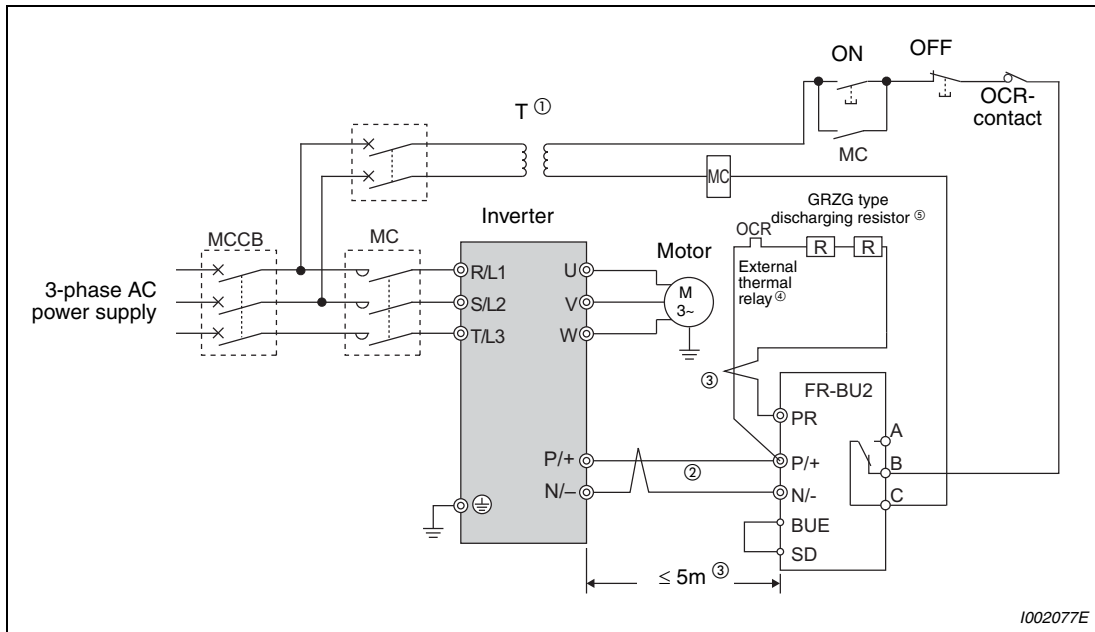 ON
OFF
OCR-
contact
T ①
MC
MC
GRZG type
discharging resistor ⑤
OCR
R
R
External
thermal
relay ④
Inverter
Motor
MCCB
MC
3-phase AC
power supply
R/L1
S/L2
T/L3
U
V
W
M
3~
③
FR-BU2
PR
A
B
C
P/+
N/–
②
P/+
N/-
BUE
SD
≤ 5m ③
I002077E